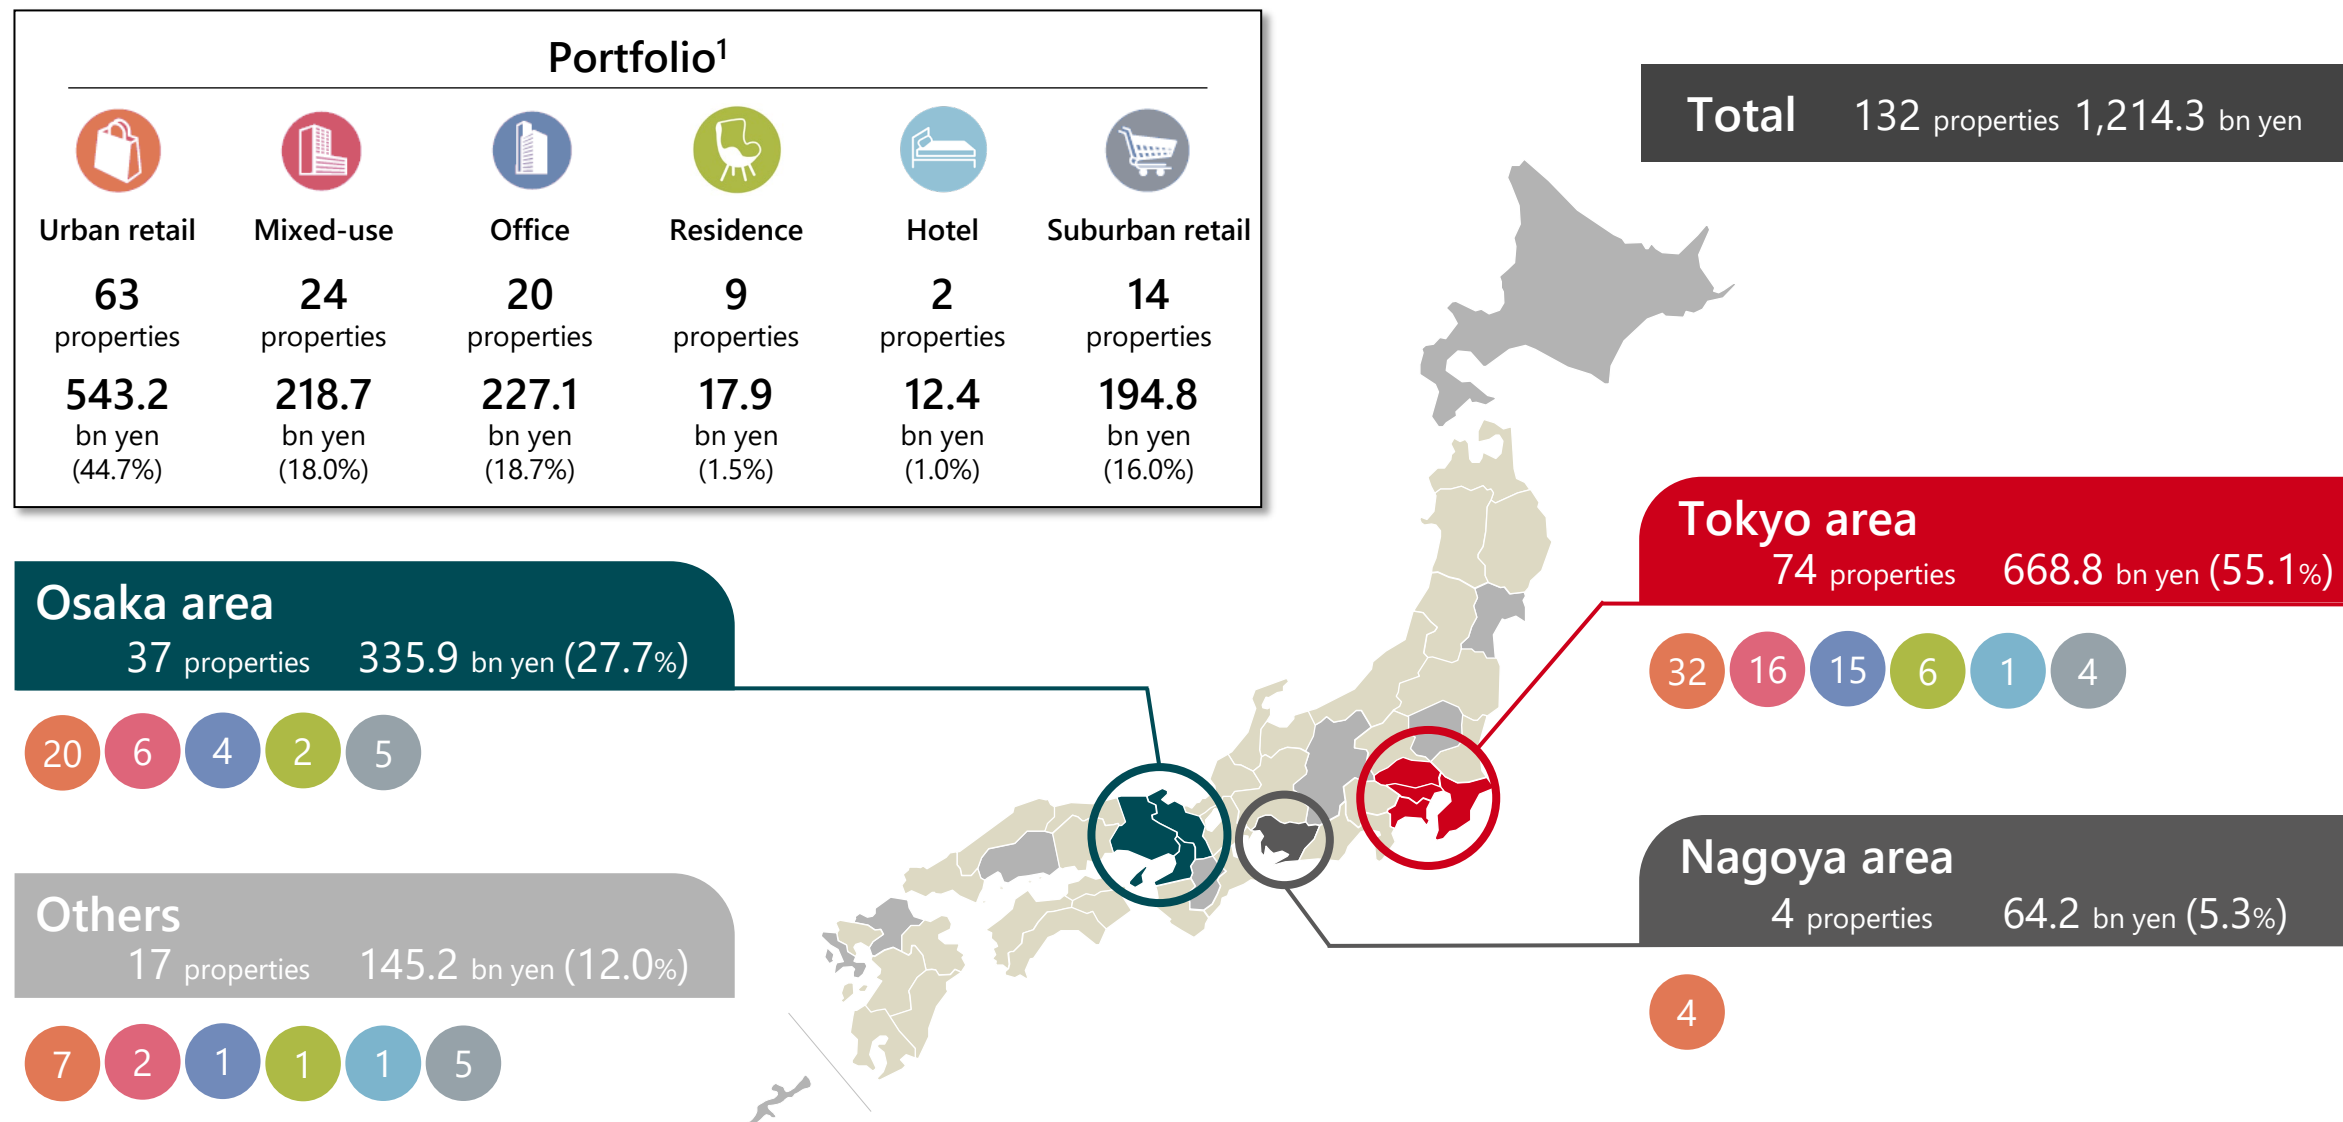 Portfolio1
Urban retail
63
properties
543.2
bn yen
(44.7%)
Mixed-use
24
properties
218.7
bn yen
(18.0%)
Office
20
properties
227.1
bn yen
(18.7%)
Residence
9
properties
17.9
bn yen
(1.5%)
Hotel
2
properties
12.4
bn yen
(1.0%)
Suburban retail
14
properties
194.8
bn yen
(16.0%)
Total 132 properties 1,214.3 bn yen
Tokyo area
74 properties 668.8 bn yen (55.1%)
32 16 15 6 1 4
Osaka area
37 properties 335.9 bn yen (27.7%)
20 6 4 2 5
Nagoya area
4 properties 64.2 bn yen (5.3%)
4
Others
17 properties 145.2 bn yen (12.0%)
7 2 1 1 1 5